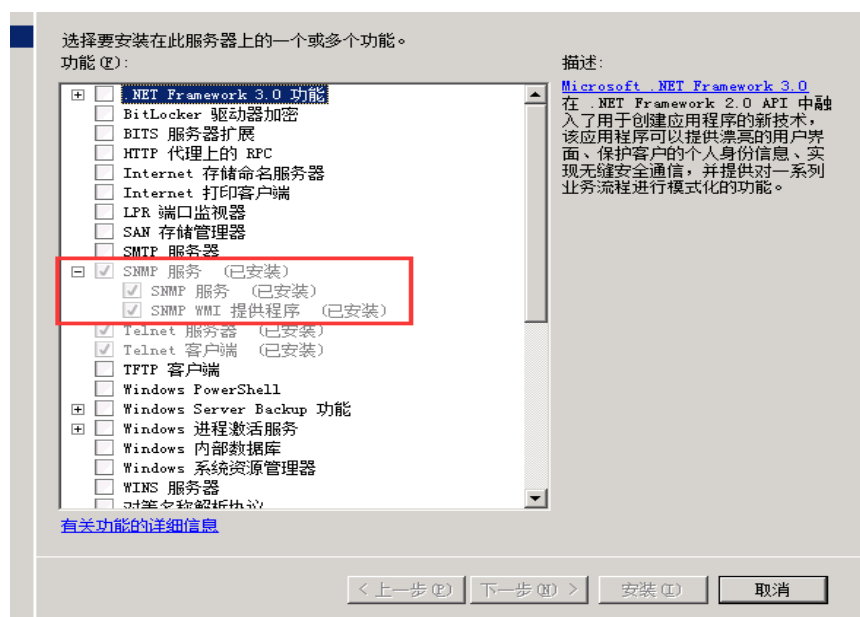 选择要安装在此服务器上的一个或多个功能。
功能(F):
描述:
.NET Framework 3.0 功能
BitLocker 驱动器加密
BITS 服务器扩展
HTTP 代理上的 RPC
Internet 存储命名服务器
Internet 打印客户端
LPR 端口监视器
SAN 存储管理器
SMTP 服务器
SNMP 服务 (已安装)
SNMP 服务 (已安装)
SNMP WMI 提供程序 (已安装)
Telnet 服务器 (已安装)
Telnet 客户端 (已安装)
TFTP 客户端
Windows PowerShell
Windows Server Backup 功能
Windows 进程激活服务
Windows 内部数据库
Windows 系统资源管理器
WINS 服务器
对等名称解析协议
Microsoft .NET Framework 3.0
在 .NET Framework 2.0 API 中融
入了用于创建应用程序的新技术，
该应用程序可以提供漂亮的用户界
面、保护客户的个人身份信息、实
现无缝安全通信，并提供对一系列
业务流程进行模式化的功能。
有关功能的详细信息
< 上一步(P)
下一步(N) >
安装(I)
取消